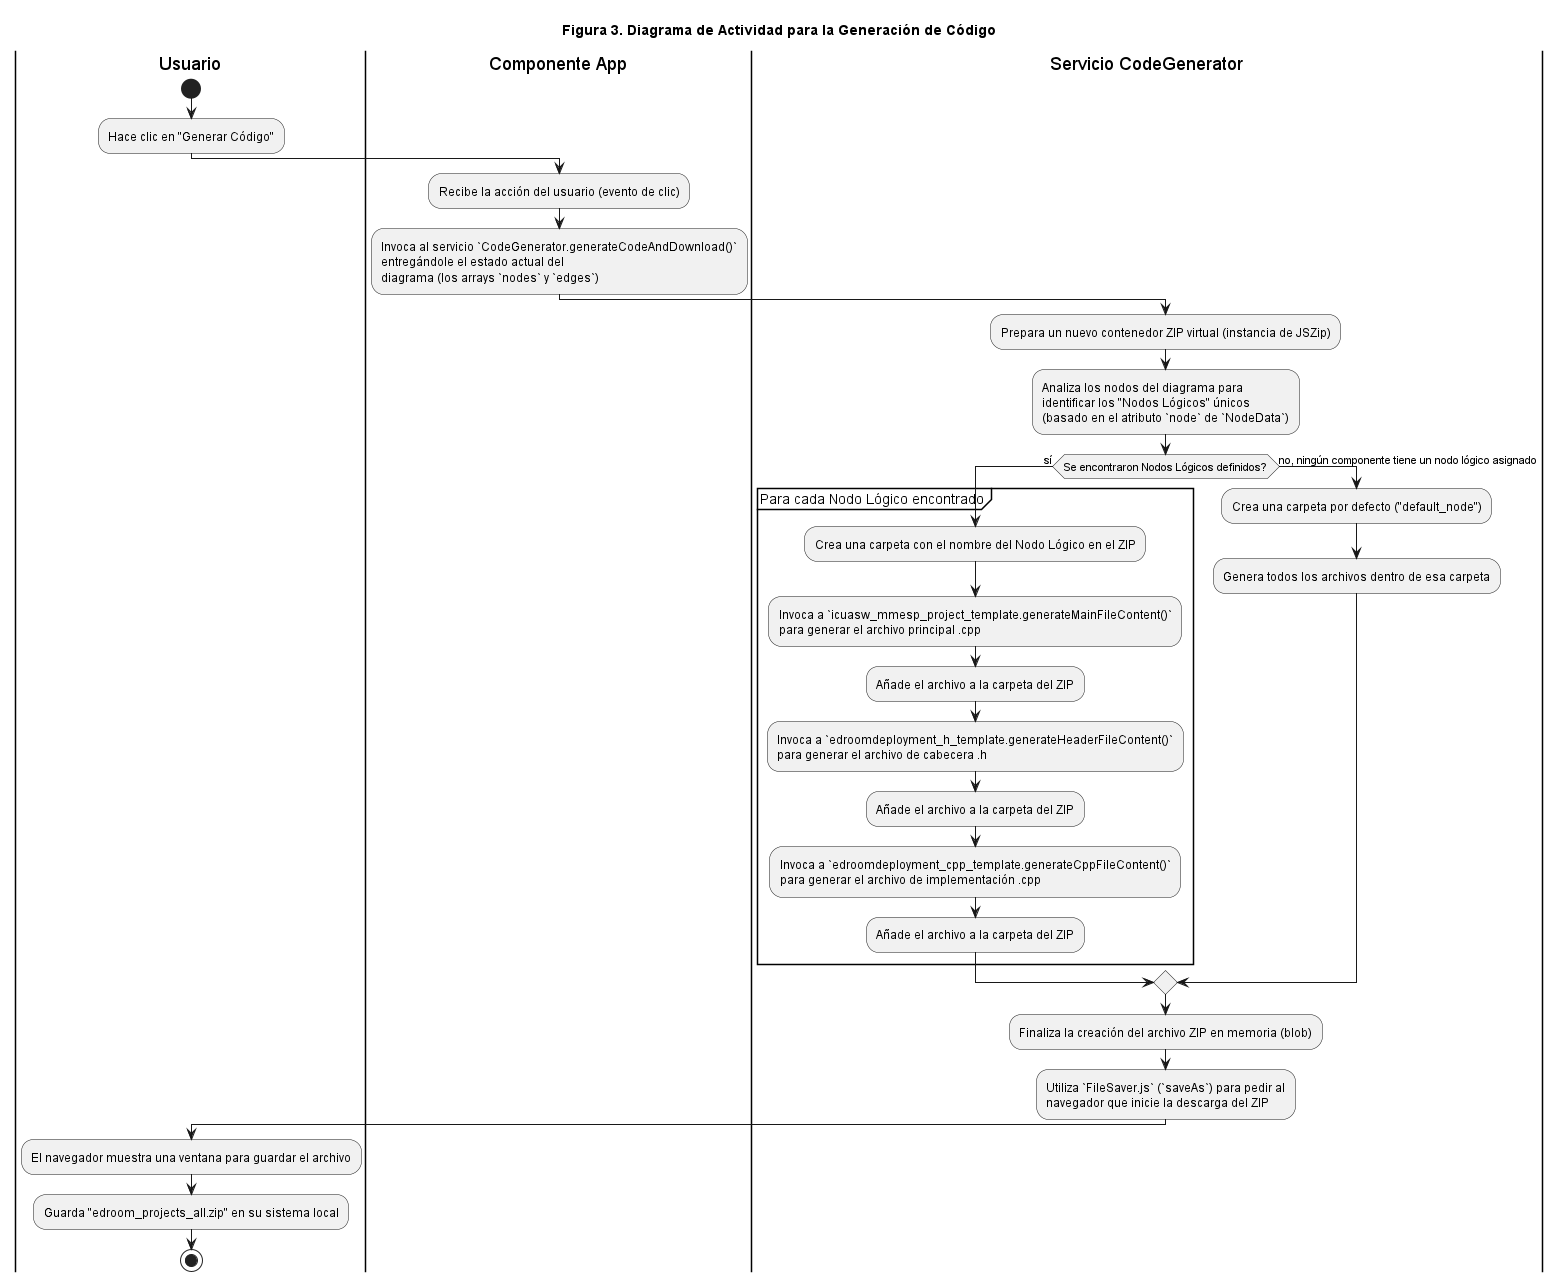 Figura 3. Diagrama de Actividad para la Generación de Código
Usuario
Componente App
Servicio CodeGenerator
Hace clic en "Generar Código"
Recibe la acción del usuario (evento de clic)
Invoca al servicio `CodeGenerator.generateCodeAndDownload()`
entregándole el estado actual del
diagrama (los arrays `nodes` y `edges`)
Prepara un nuevo contenedor ZIP virtual (instancia de JSZip)
Analiza los nodos del diagrama para
identificar los "Nodos Lógicos" únicos
(basado en el atributo `node` de `NodeData`)
sí
Se encontraron Nodos Lógicos definidos?
no, ningún componente tiene un nodo lógico asignado
Para cada Nodo Lógico encontrado
Crea una carpeta con el nombre del Nodo Lógico en el ZIP
Invoca a `icuasw_mmesp_project_template.generateMainFileContent()`
para generar el archivo principal .cpp
Añade el archivo a la carpeta del ZIP
Invoca a `edroomdeployment_h_template.generateHeaderFileContent()`
para generar el archivo de cabecera .h
Añade el archivo a la carpeta del ZIP
Invoca a `edroomdeployment_cpp_template.generateCppFileContent()`
para generar el archivo de implementación .cpp
Añade el archivo a la carpeta del ZIP
Crea una carpeta por defecto ("default_node")
Genera todos los archivos dentro de esa carpeta
Finaliza la creación del archivo ZIP en memoria (blob)
Utiliza `FileSaver.js` (`saveAs`) para pedir al
navegador que inicie la descarga del ZIP
El navegador muestra una ventana para guardar el archivo
Guarda "edroom_projects_all.zip" en su sistema local